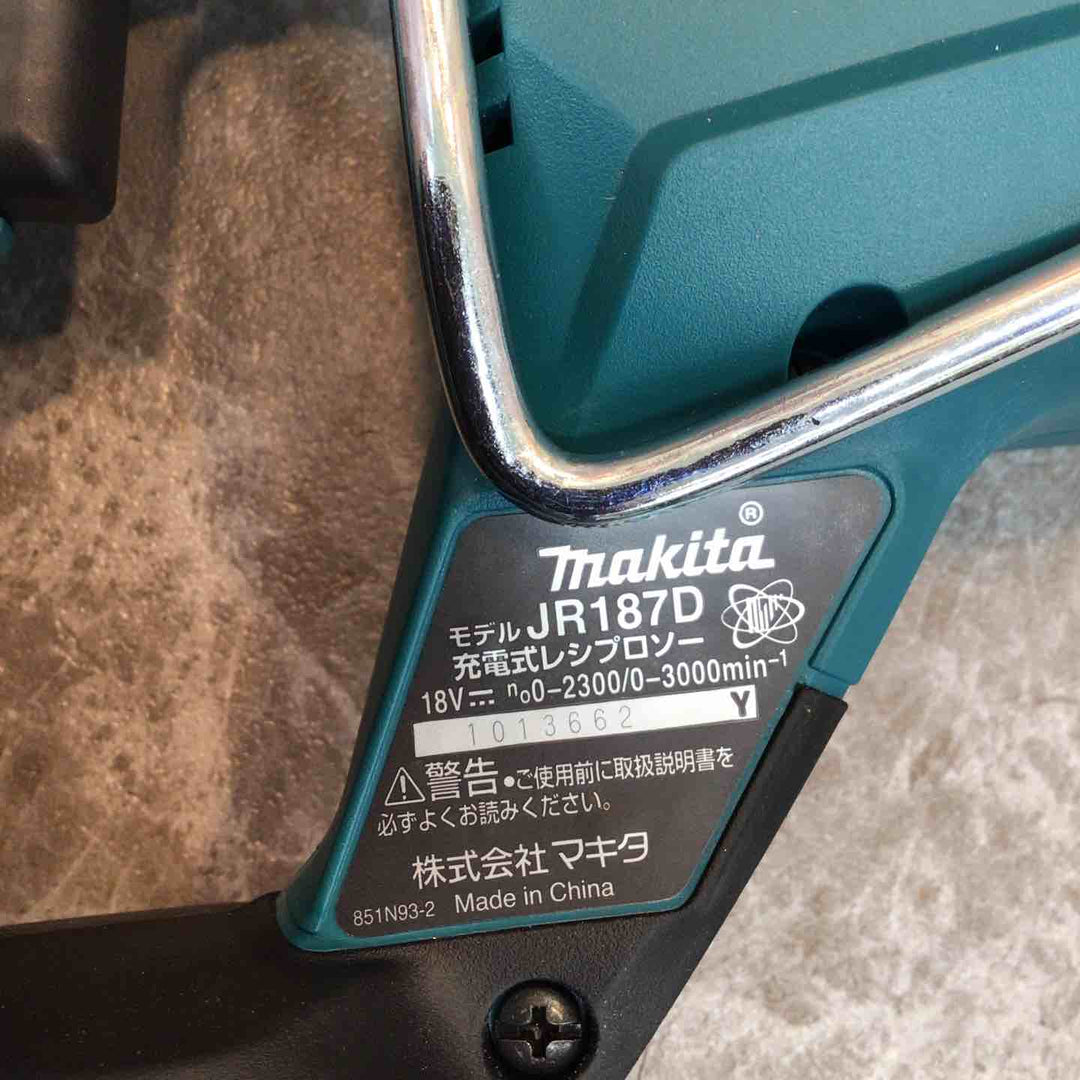 makita®
モデル JR187D
充電式レシプロソー
18V⎓ n₀0-2300/0-3000min⁻¹
1013662 Y
⚠警告●ご使用前に取扱説明書を
必ずよくお読みください。
株式会社マキタ
851N93-2 Made in China